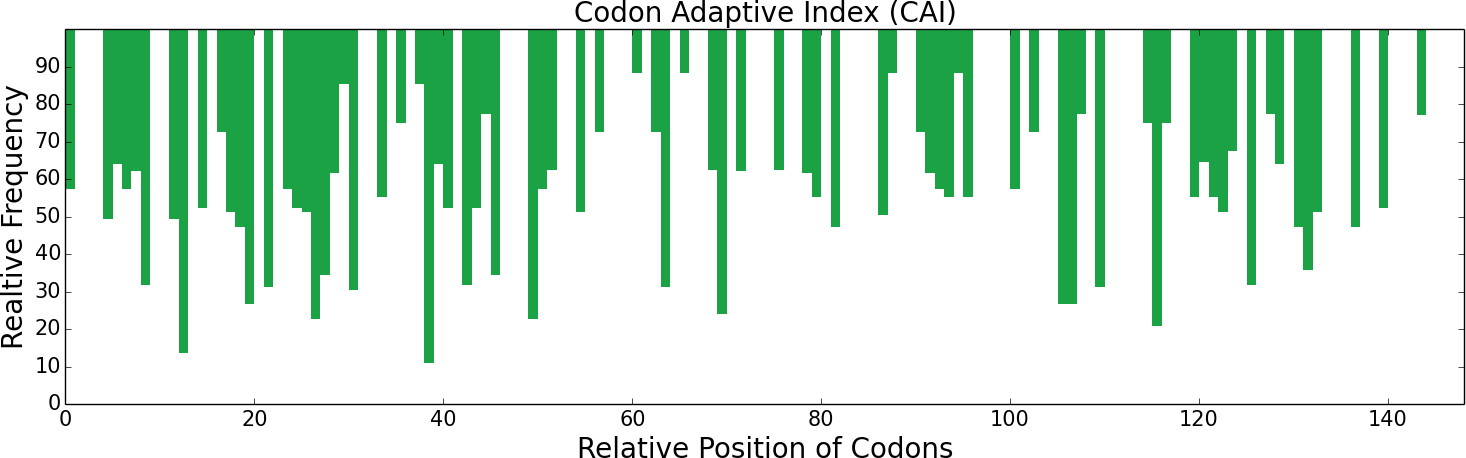 Codon Adaptive Index (CAI)
Realtive Frequency
90
80
70
60
50
40
30
20
10
0
0 20 40 60 80 100 120 140
Relative Position of Codons